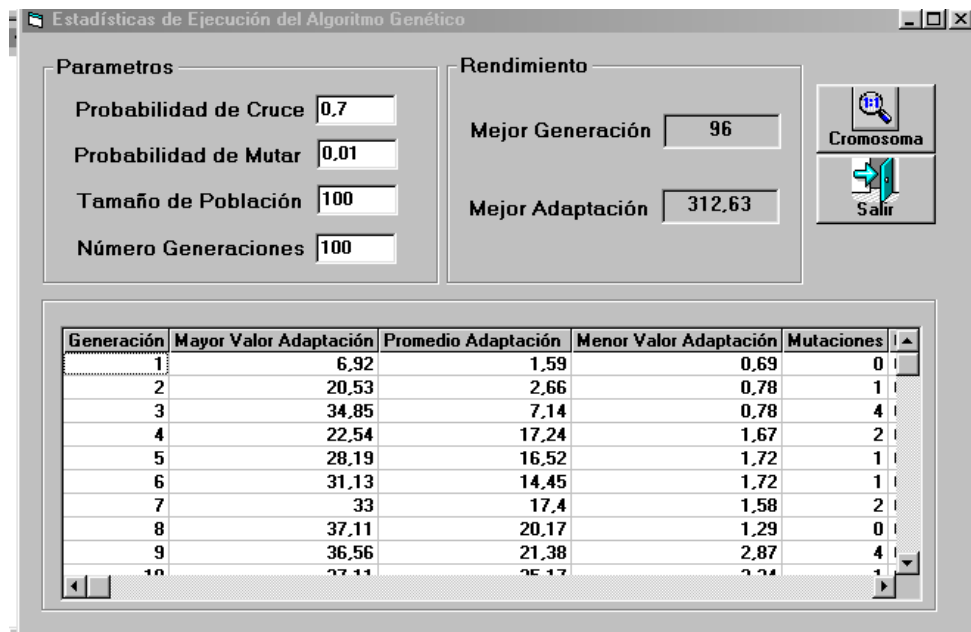 Estadísticas de Ejecución del Algoritmo Genético
Parametros
Probabilidad de Cruce 0,7
Probabilidad de Mutar 0,01
Tamaño de Población 100
Número Generaciones 100
Rendimiento
Mejor Generación 96
Mejor Adaptación 312,63
1:1
Cromosoma
Salir
Generación Mayor Valor Adaptación Promedio Adaptación Menor Valor Adaptación Mutaciones
1 6,92 1,59 0,69 0
2 20,53 2,66 0,78 1
3 34,85 7,14 0,78 4
4 22,54 17,24 1,67 2
5 28,19 16,52 1,72 1
6 31,13 14,45 1,72 1
7 33 17,4 1,58 2
8 37,11 20,17 1,29 0
9 36,56 21,38 2,87 4